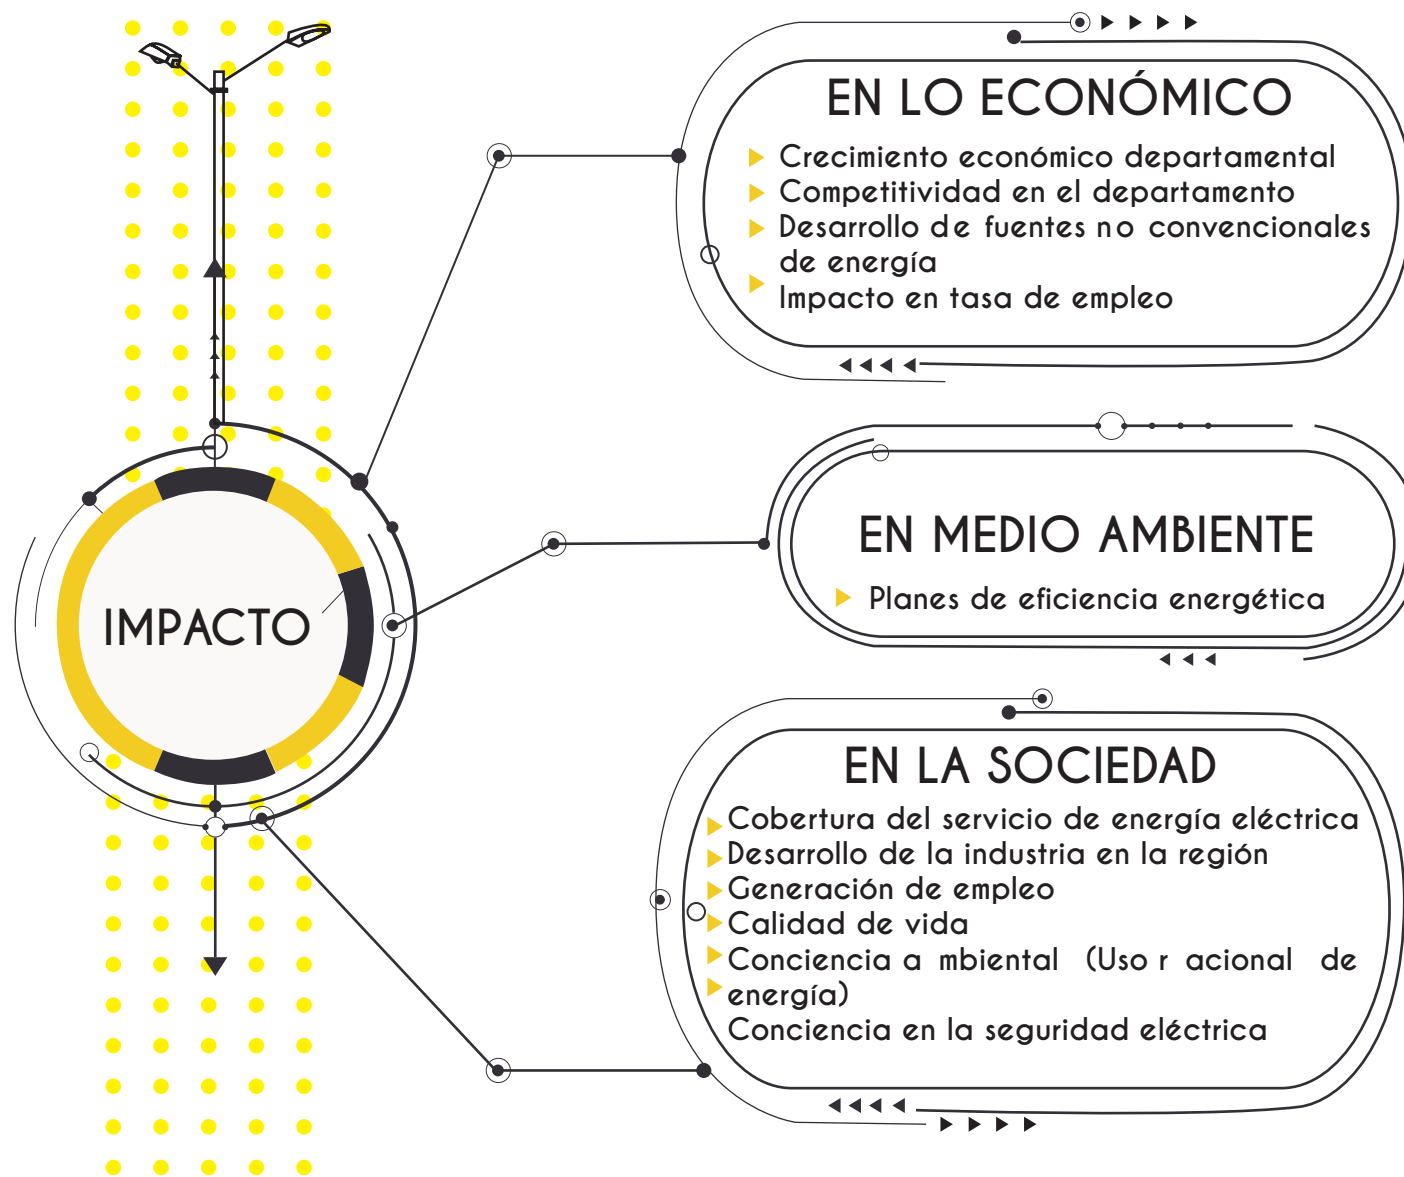 IMPACTO
EN LO ECONÓMICO
Crecimiento económico departamental
Competitividad en el departamento
Desarrollo de fuentes no convencionales
de energía
Impacto en tasa de empleo
EN MEDIO AMBIENTE
Planes de eficiencia energética
EN LA SOCIEDAD
Cobertura del servicio de energía eléctrica
Desarrollo de la industria en la región
Generación de empleo
Calidad de vida
Conciencia a mbiental (Uso r acional de
energía)
Conciencia en la seguridad eléctrica